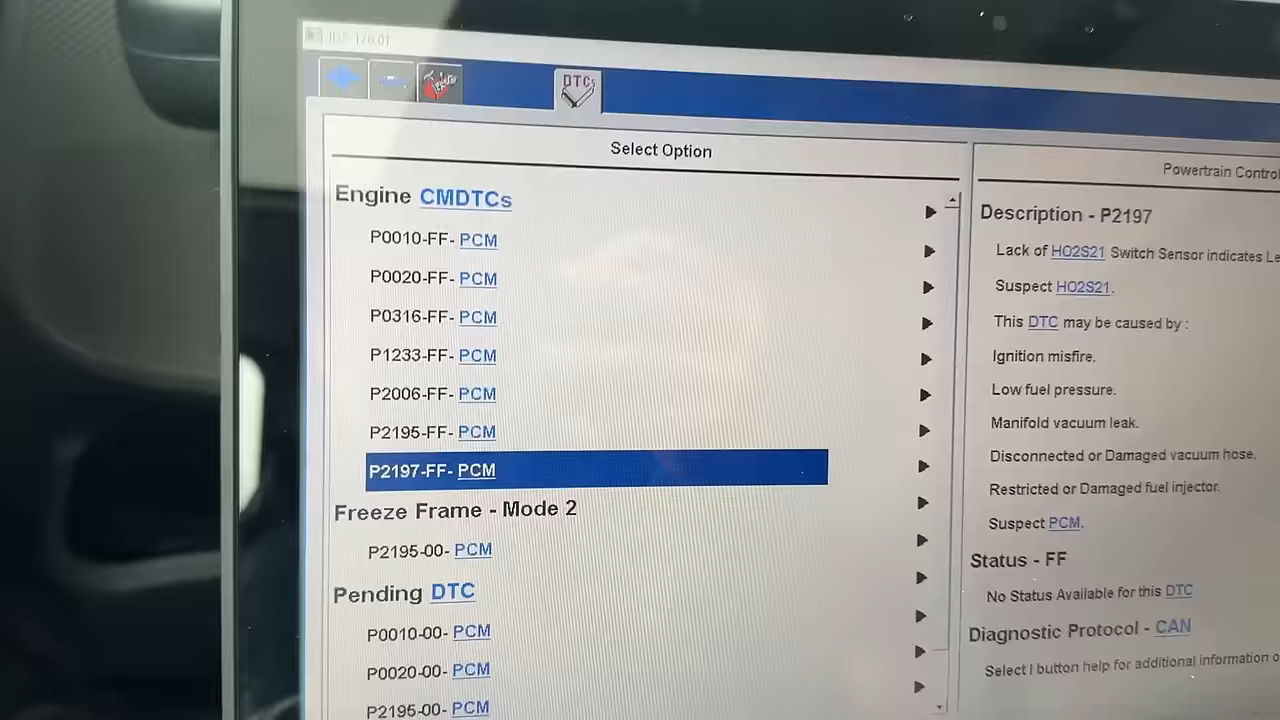 IDS-126.01
DTCs
Select Option
Engine CMDTCs
P0010-FF- PCM
P0020-FF- PCM
P0316-FF- PCM
P1233-FF- PCM
P2006-FF- PCM
P2195-FF- PCM
P2197-FF- PCM
Freeze Frame - Mode 2
P2195-00- PCM
Pending DTC
P0010-00- PCM
P0020-00- PCM
P2195-00- PCM
Powertrain Control
Description - P2197
Lack of HO2S21 Switch Sensor indicates Le
Suspect HO2S21.
This DTC may be caused by :
Ignition misfire.
Low fuel pressure.
Manifold vacuum leak.
Disconnected or Damaged vacuum hose.
Restricted or Damaged fuel injector.
Suspect PCM.
Status - FF
No Status Available for this DTC
Diagnostic Protocol - CAN
Select I button help for additional information o